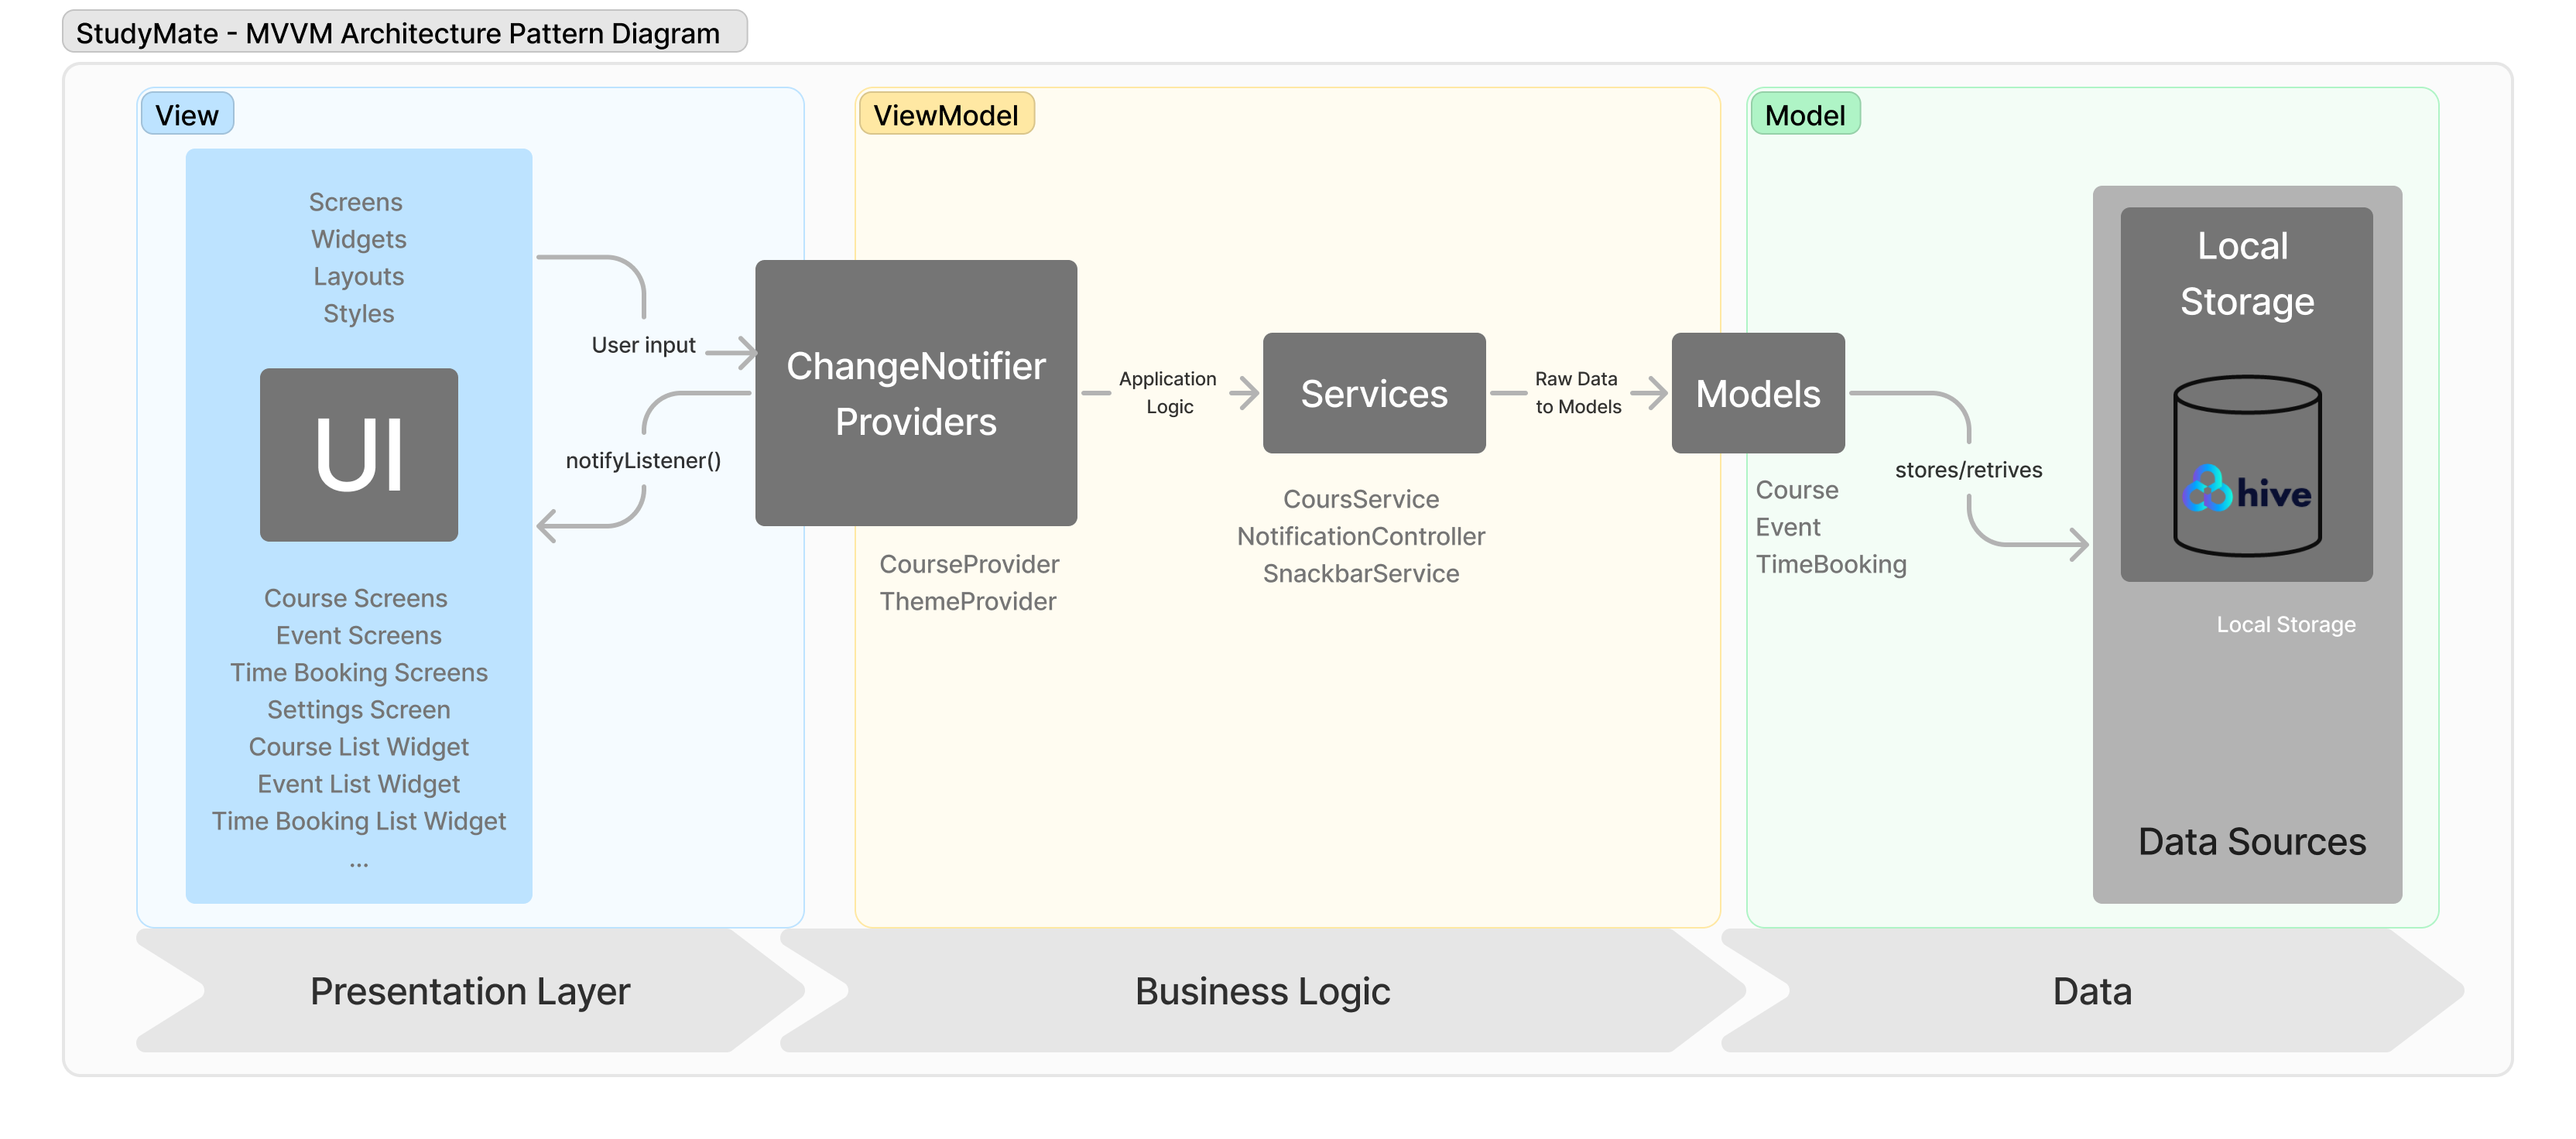 StudyMate - MVVM Architecture Pattern Diagram
View
Screens
Widgets
Layouts
Styles
UI
Course Screens
Event Screens
Time Booking Screens
Settings Screen
Course List Widget
Event List Widget
Time Booking List Widget
...
User input
notifyListener()
ViewModel
ChangeNotifier
Providers
CourseProvider
ThemeProvider
Application
Logic
Services
CoursService
NotificationController
SnackbarService
Raw Data
to Models
Model
Models
Course
Event
TimeBooking
stores/retrives
Local
Storage
hive
Local Storage
Data Sources
Presentation Layer
Business Logic
Data